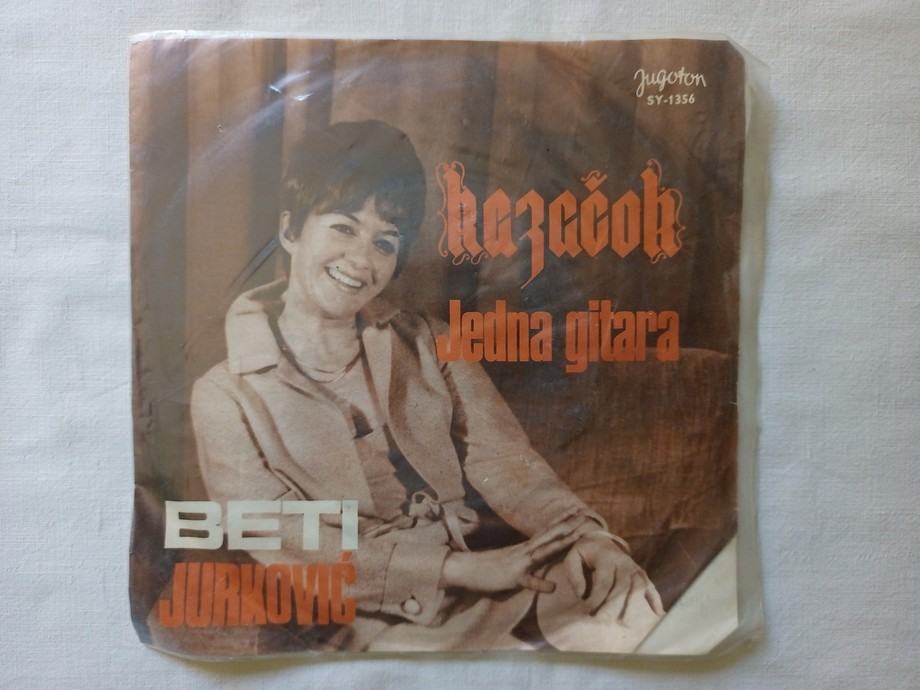 Jugoton
SY-1356
Kazačok
Jedna gitara
BETI
JURKOVIĆ